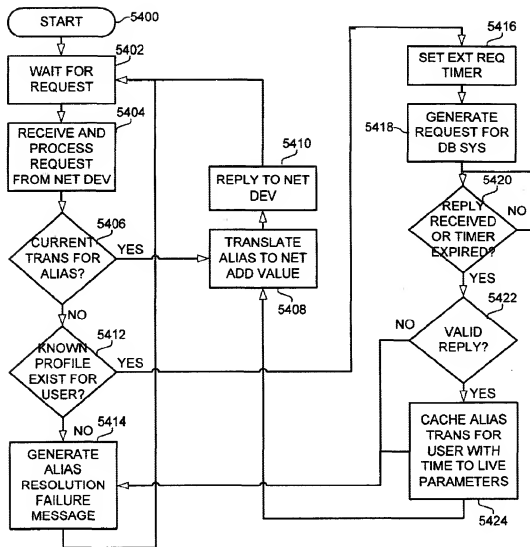 START
5400
WAIT FOR
REQUEST
5402
RECEIVE AND
PROCESS
REQUEST
FROM NET DEV
5404
CURRENT
TRANS FOR
ALIAS?
5406
YES
NO
KNOWN
PROFILE
EXIST FOR
USER?
5412
YES
NO
GENERATE
ALIAS
RESOLUTION
FAILURE
MESSAGE
5414
REPLY TO NET
DEV
5410
TRANSLATE
ALIAS TO NET
ADD VALUE
5408
SET EXT REQ
TIMER
5416
GENERATE
REQUEST FOR
DB SYS
5418
REPLY
RECEIVED
OR TIMER
EXPIRED?
5420
NO
YES
VALID
REPLY?
5422
NO
YES
CACHE ALIAS
TRANS FOR
USER WITH
TIME TO LIVE
PARAMETERS
5424